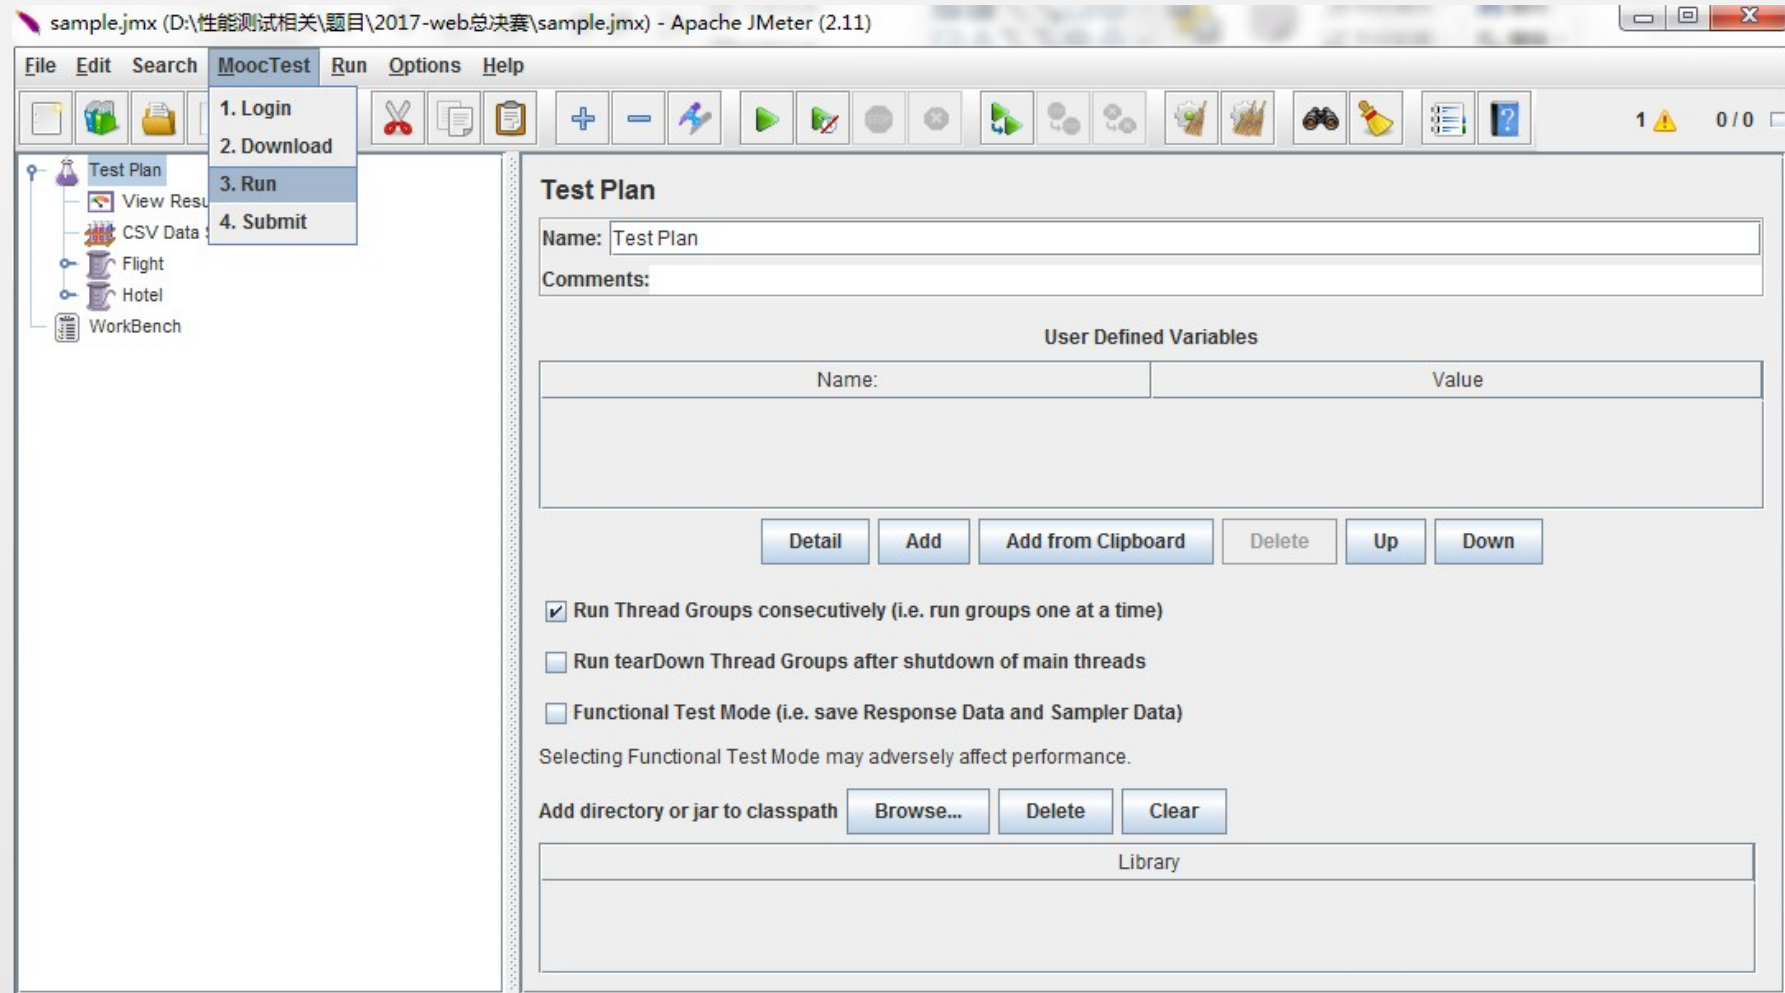 sample.jmx (D:\性能测试相关\题目\2017-web总决赛\sample.jmx) - Apache JMeter (2.11)
File Edit Search MoocTest Run Options Help
1. Login
2. Download
3. Run
4. Submit
STOP
1 0 / 0
Test Plan
View Resu
CSV Data
Flight
Hotel
WorkBench
Test Plan
Name: Test Plan
Comments:
User Defined Variables
Name: Value
Detail Add Add from Clipboard Delete Up Down
Run Thread Groups consecutively (i.e. run groups one at a time)
Run tearDown Thread Groups after shutdown of main threads
Functional Test Mode (i.e. save Response Data and Sampler Data)
Selecting Functional Test Mode may adversely affect performance.
Add directory or jar to classpath Browse... Delete Clear
Library